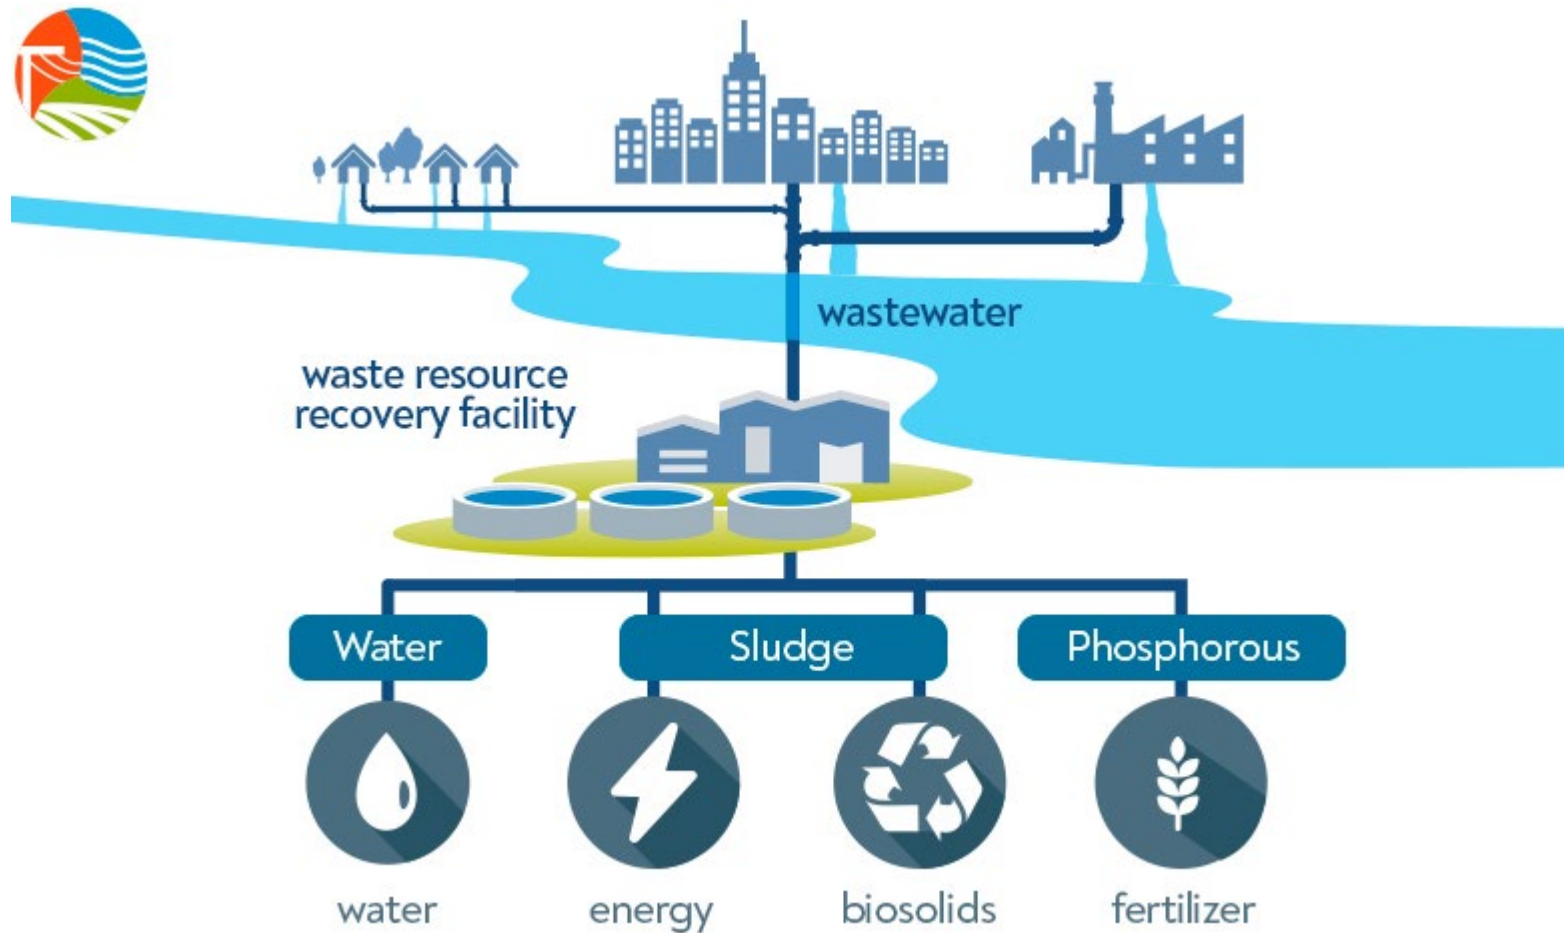 wastewater
waste resource
recovery facility
Water
Sludge
Phosphorous
water
energy
biosolids
fertilizer